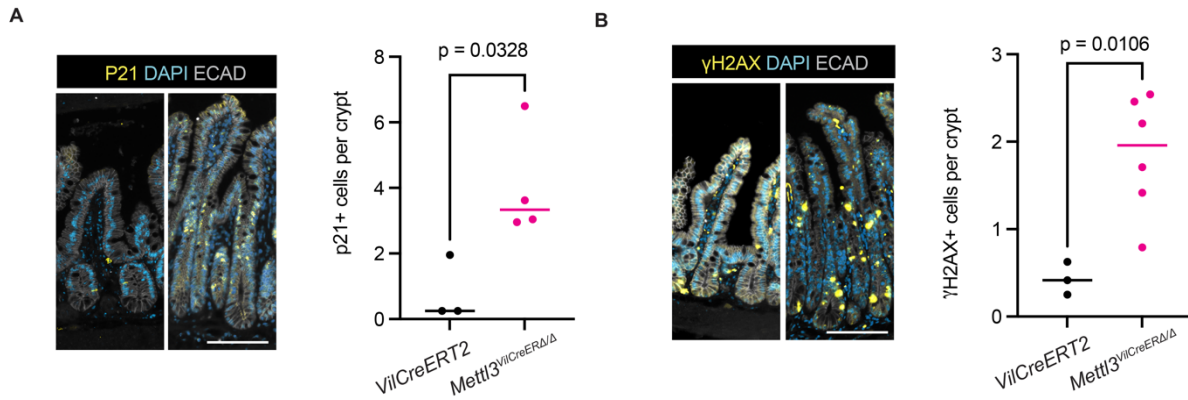 A
P21 DAPI ECAD
p = 0.0328
8
6
4
2
0
p21+ cells per crypt
VilCreERT2
Mettl3VilCreERΔ/Δ
B
γH2AX DAPI ECAD
p = 0.0106
3
2
1
0
γH2AX+ cells per crypt
VilCreERT2
Mettl3VilCreERΔ/Δ